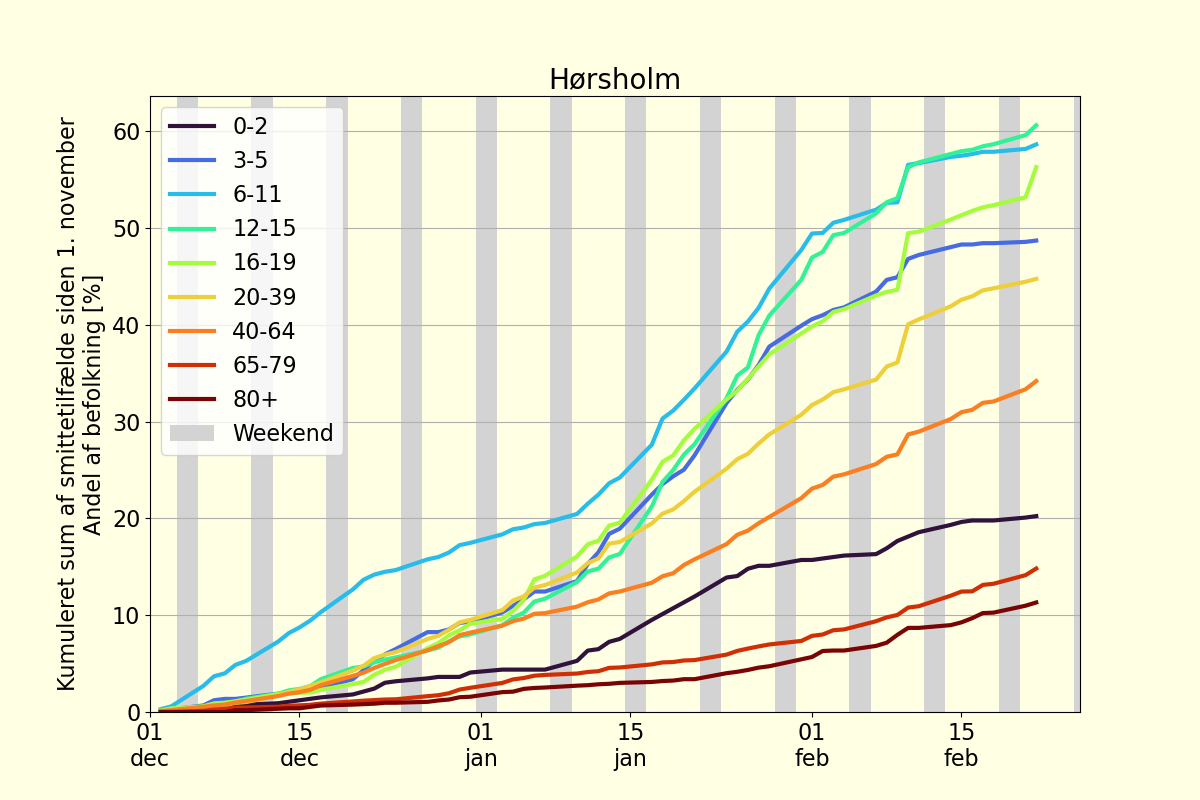 Hørsholm
Kumuleret sum af smittetilfælde siden 1. november
Andel af befolkning [%]
60
50
40
30
20
10
0
0-2
3-5
6-11
12-15
16-19
20-39
40-64
65-79
80+
Weekend
01 15 01 15 01 15
dec dec jan jan feb feb